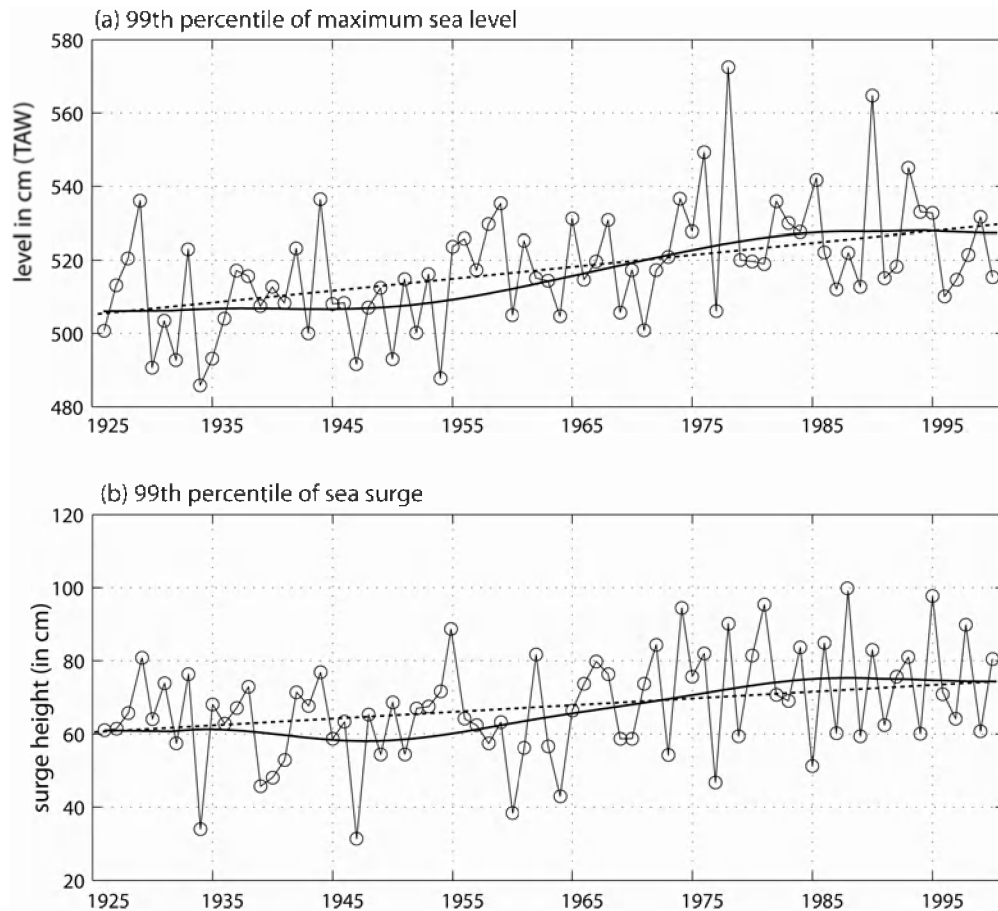 (a) 99th percentile of maximum sea level
580
560
540
520
500
480
level in cm (TAW)
1925 1935 1945 1955 1965 1975 1985 1995
(b) 99th percentile of sea surge
120
100
80
60
40
20
surge height (in cm)
1925 1935 1945 1955 1965 1975 1985 1995